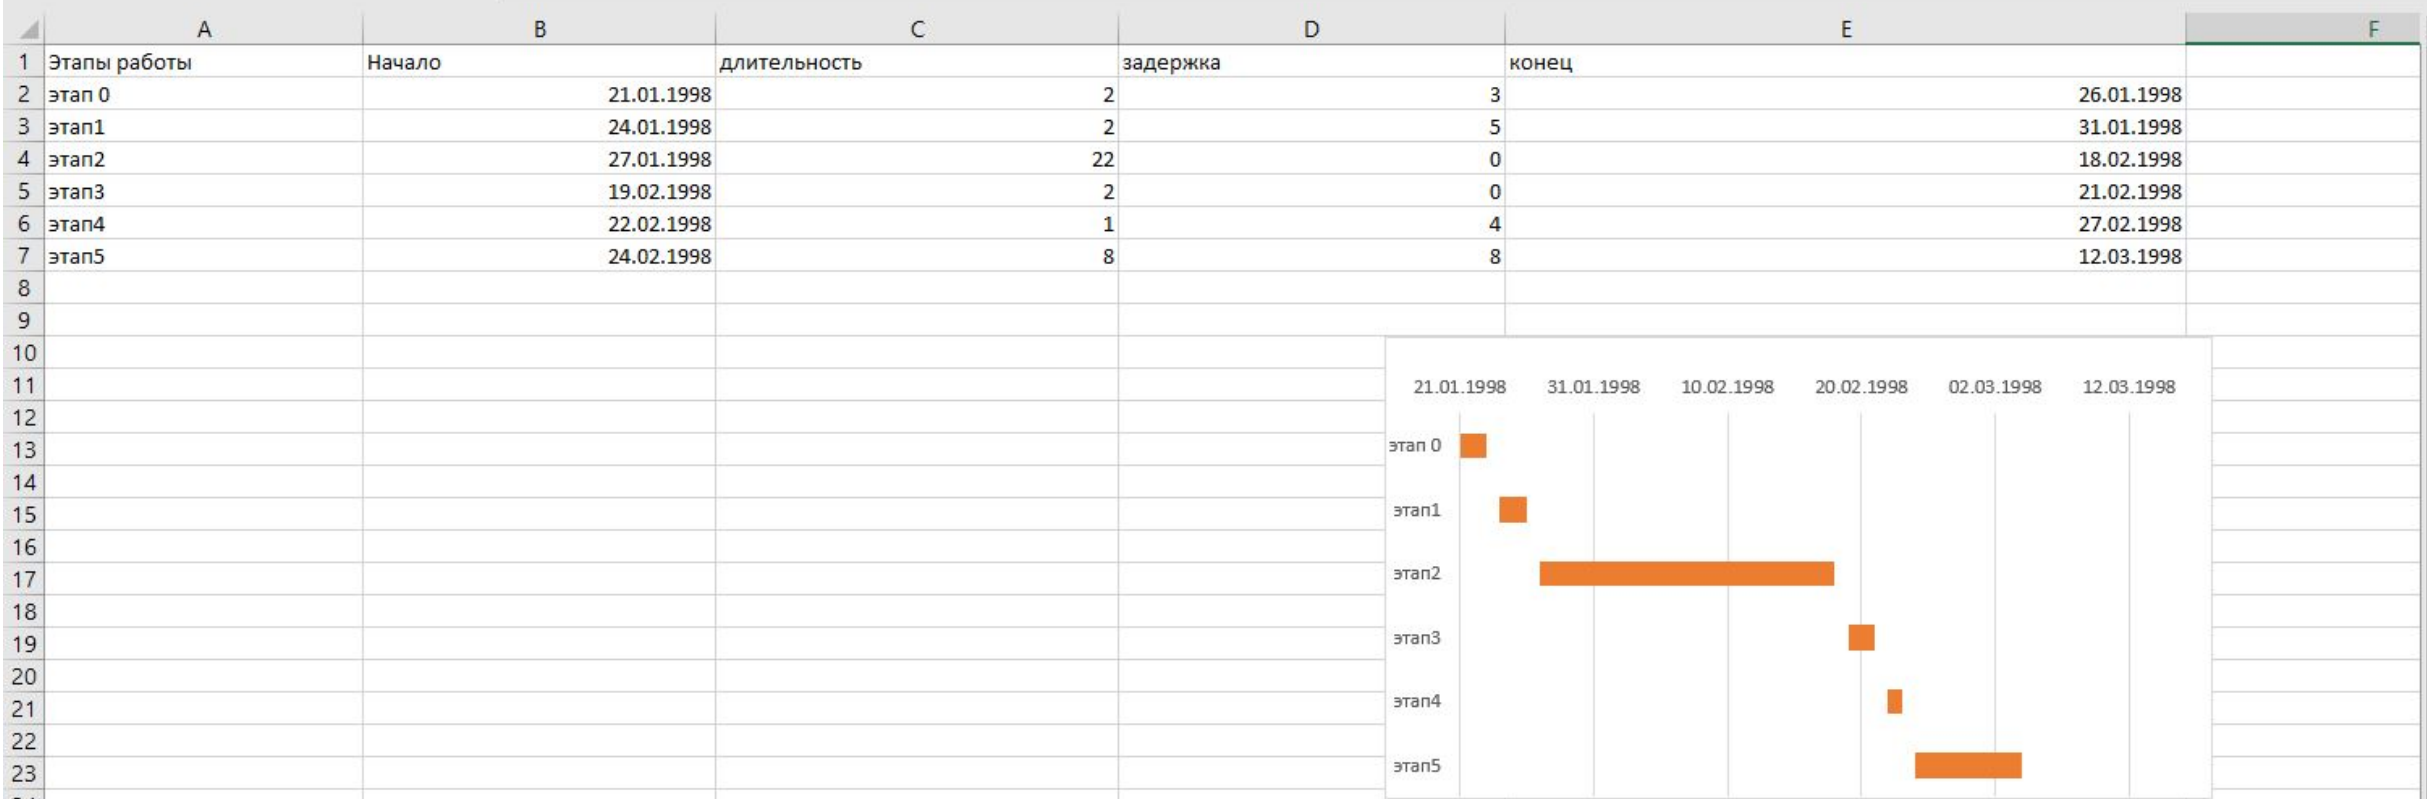 A B C D E F
1 Этапы работы Начало длительность задержка конец
2 этап 0 21.01.1998 2 3 26.01.1998
3 этап1 24.01.1998 2 5 31.01.1998
4 этап2 27.01.1998 22 0 18.02.1998
5 этап3 19.02.1998 2 0 21.02.1998
6 этап4 22.02.1998 1 4 27.02.1998
7 этап5 24.02.1998 8 8 12.03.1998
8
9
10
11
12
13
14
15
16
17
18
19
20
21
22
23
21.01.1998 31.01.1998 10.02.1998 20.02.1998 02.03.1998 12.03.1998
этап 0
этап1
этап2
этап3
этап4
этап5